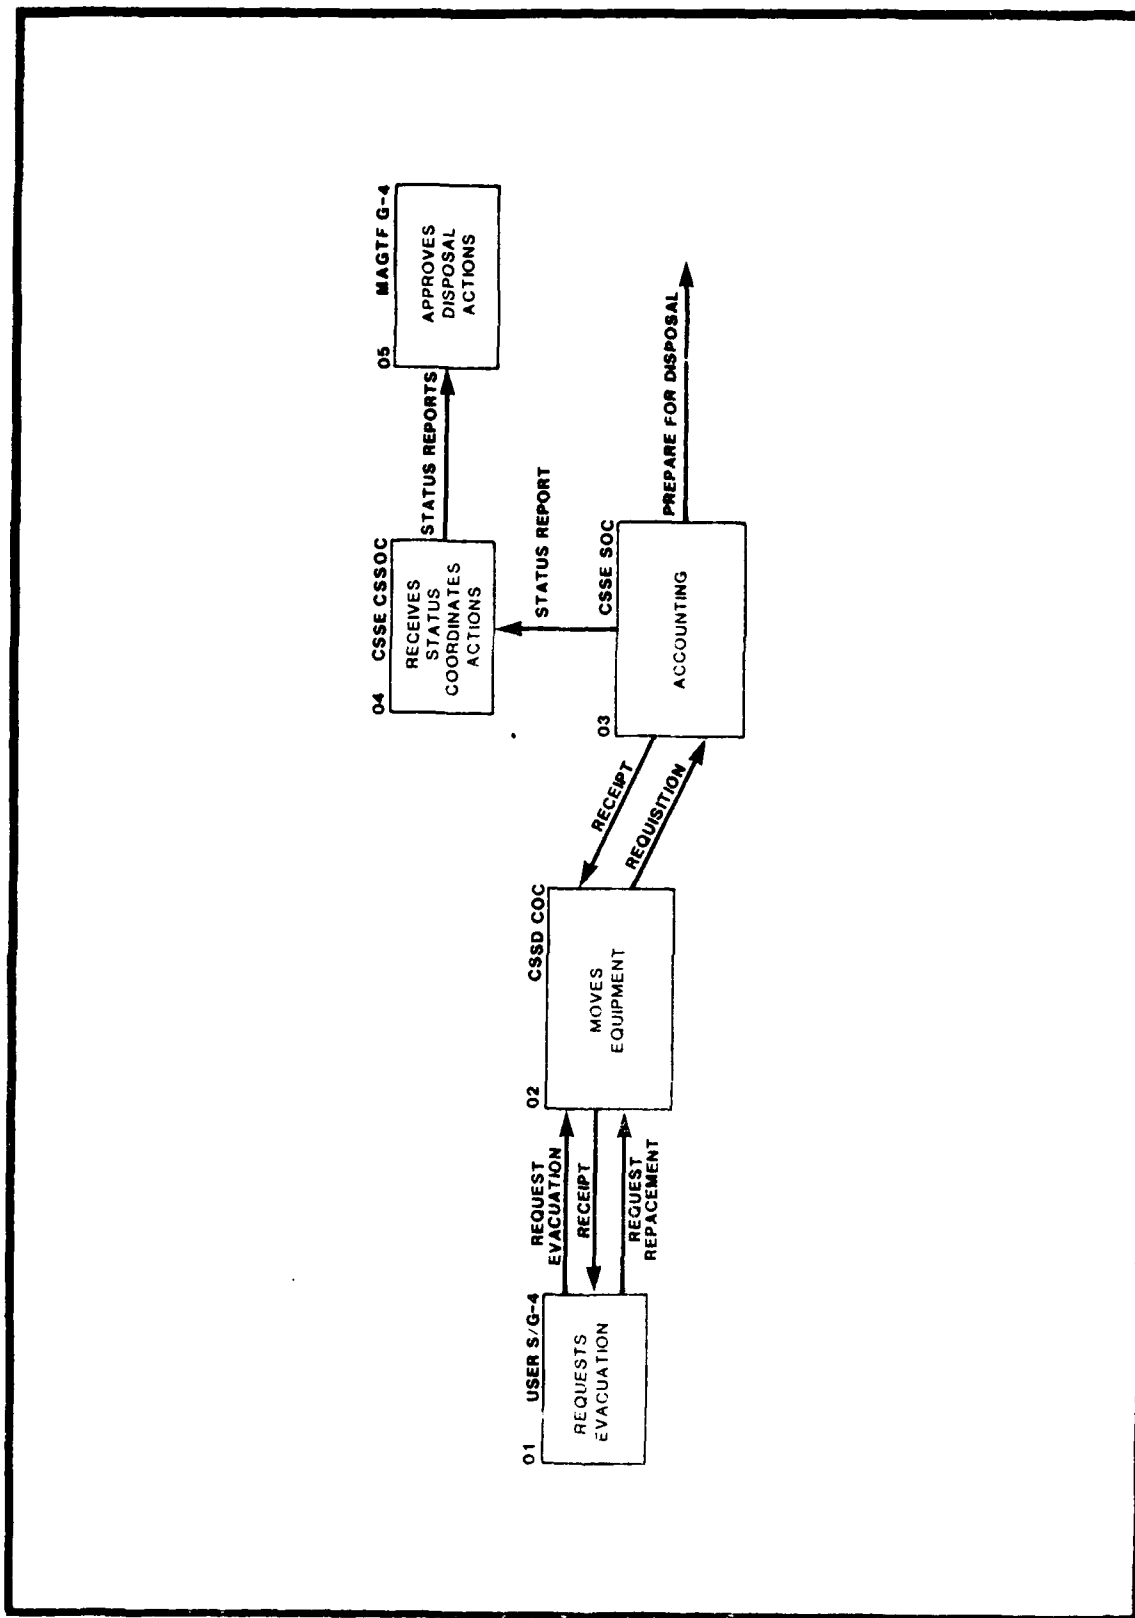 01 USER S/G-4
REQUESTS
EVACUATION
REQUEST
EVACUATION
RECEIPT
REQUEST
REPACEMENT
02 CSSD COC
MOVES
EQUIPMENT
RECEIPT
REQUISITION
03 CSSE SOC
ACCOUNTING
STATUS REPORT
PREPARE FOR DISPOSAL
04 CSSE CSSOC
RECEIVES
STATUS
COORDINATES
ACTIONS
STATUS REPORTS
05 MAGTF G-4
APPROVES
DISPOSAL
ACTIONS